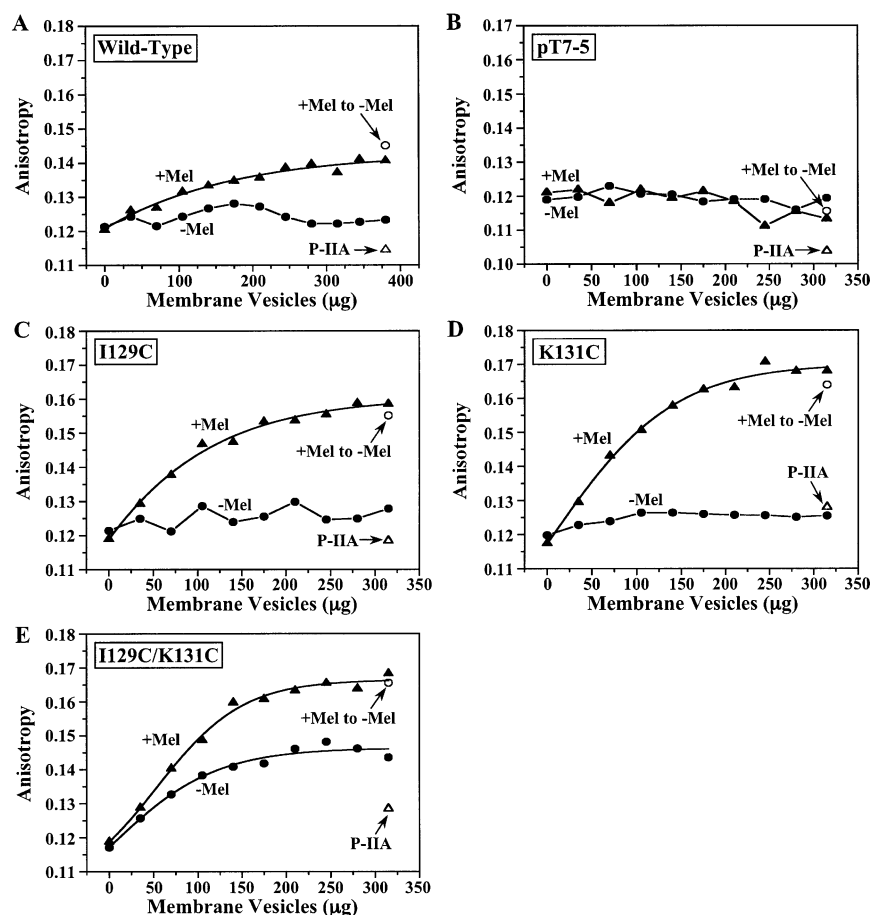 A
Wild-Type
0.18
0.17
0.16
0.15
0.14
0.13
0.12
0.11
Anisotropy
+Mel to -Mel
+Mel
-Mel
P-IIA
0
100
200
300
400
Membrane Vesicles (µg)
B
pT7-5
0.17
0.16
0.15
0.14
0.13
0.12
0.11
0.10
Anisotropy
+Mel
-Mel
+Mel to -Mel
P-IIA
0
50
100
150
200
250
300
350
Membrane Vesicles (µg)
C
I129C
0.18
0.17
0.16
0.15
0.14
0.13
0.12
0.11
Anisotropy
+Mel
+Mel to -Mel
-Mel
P-IIA
0
50
100
150
200
250
300
350
Membrane Vesicles (µg)
D
K131C
0.18
0.17
0.16
0.15
0.14
0.13
0.12
0.11
Anisotropy
+Mel
+Mel to -Mel
P-IIA
-Mel
0
50
100
150
200
250
300
350
Membrane Vesicles (µg)
E
I129C/K131C
0.18
0.17
0.16
0.15
0.14
0.13
0.12
0.11
Anisotropy
+Mel
+Mel to -Mel
-Mel
P-IIA
0
50
100
150
200
250
300
350
Membrane Vesicles (µg)